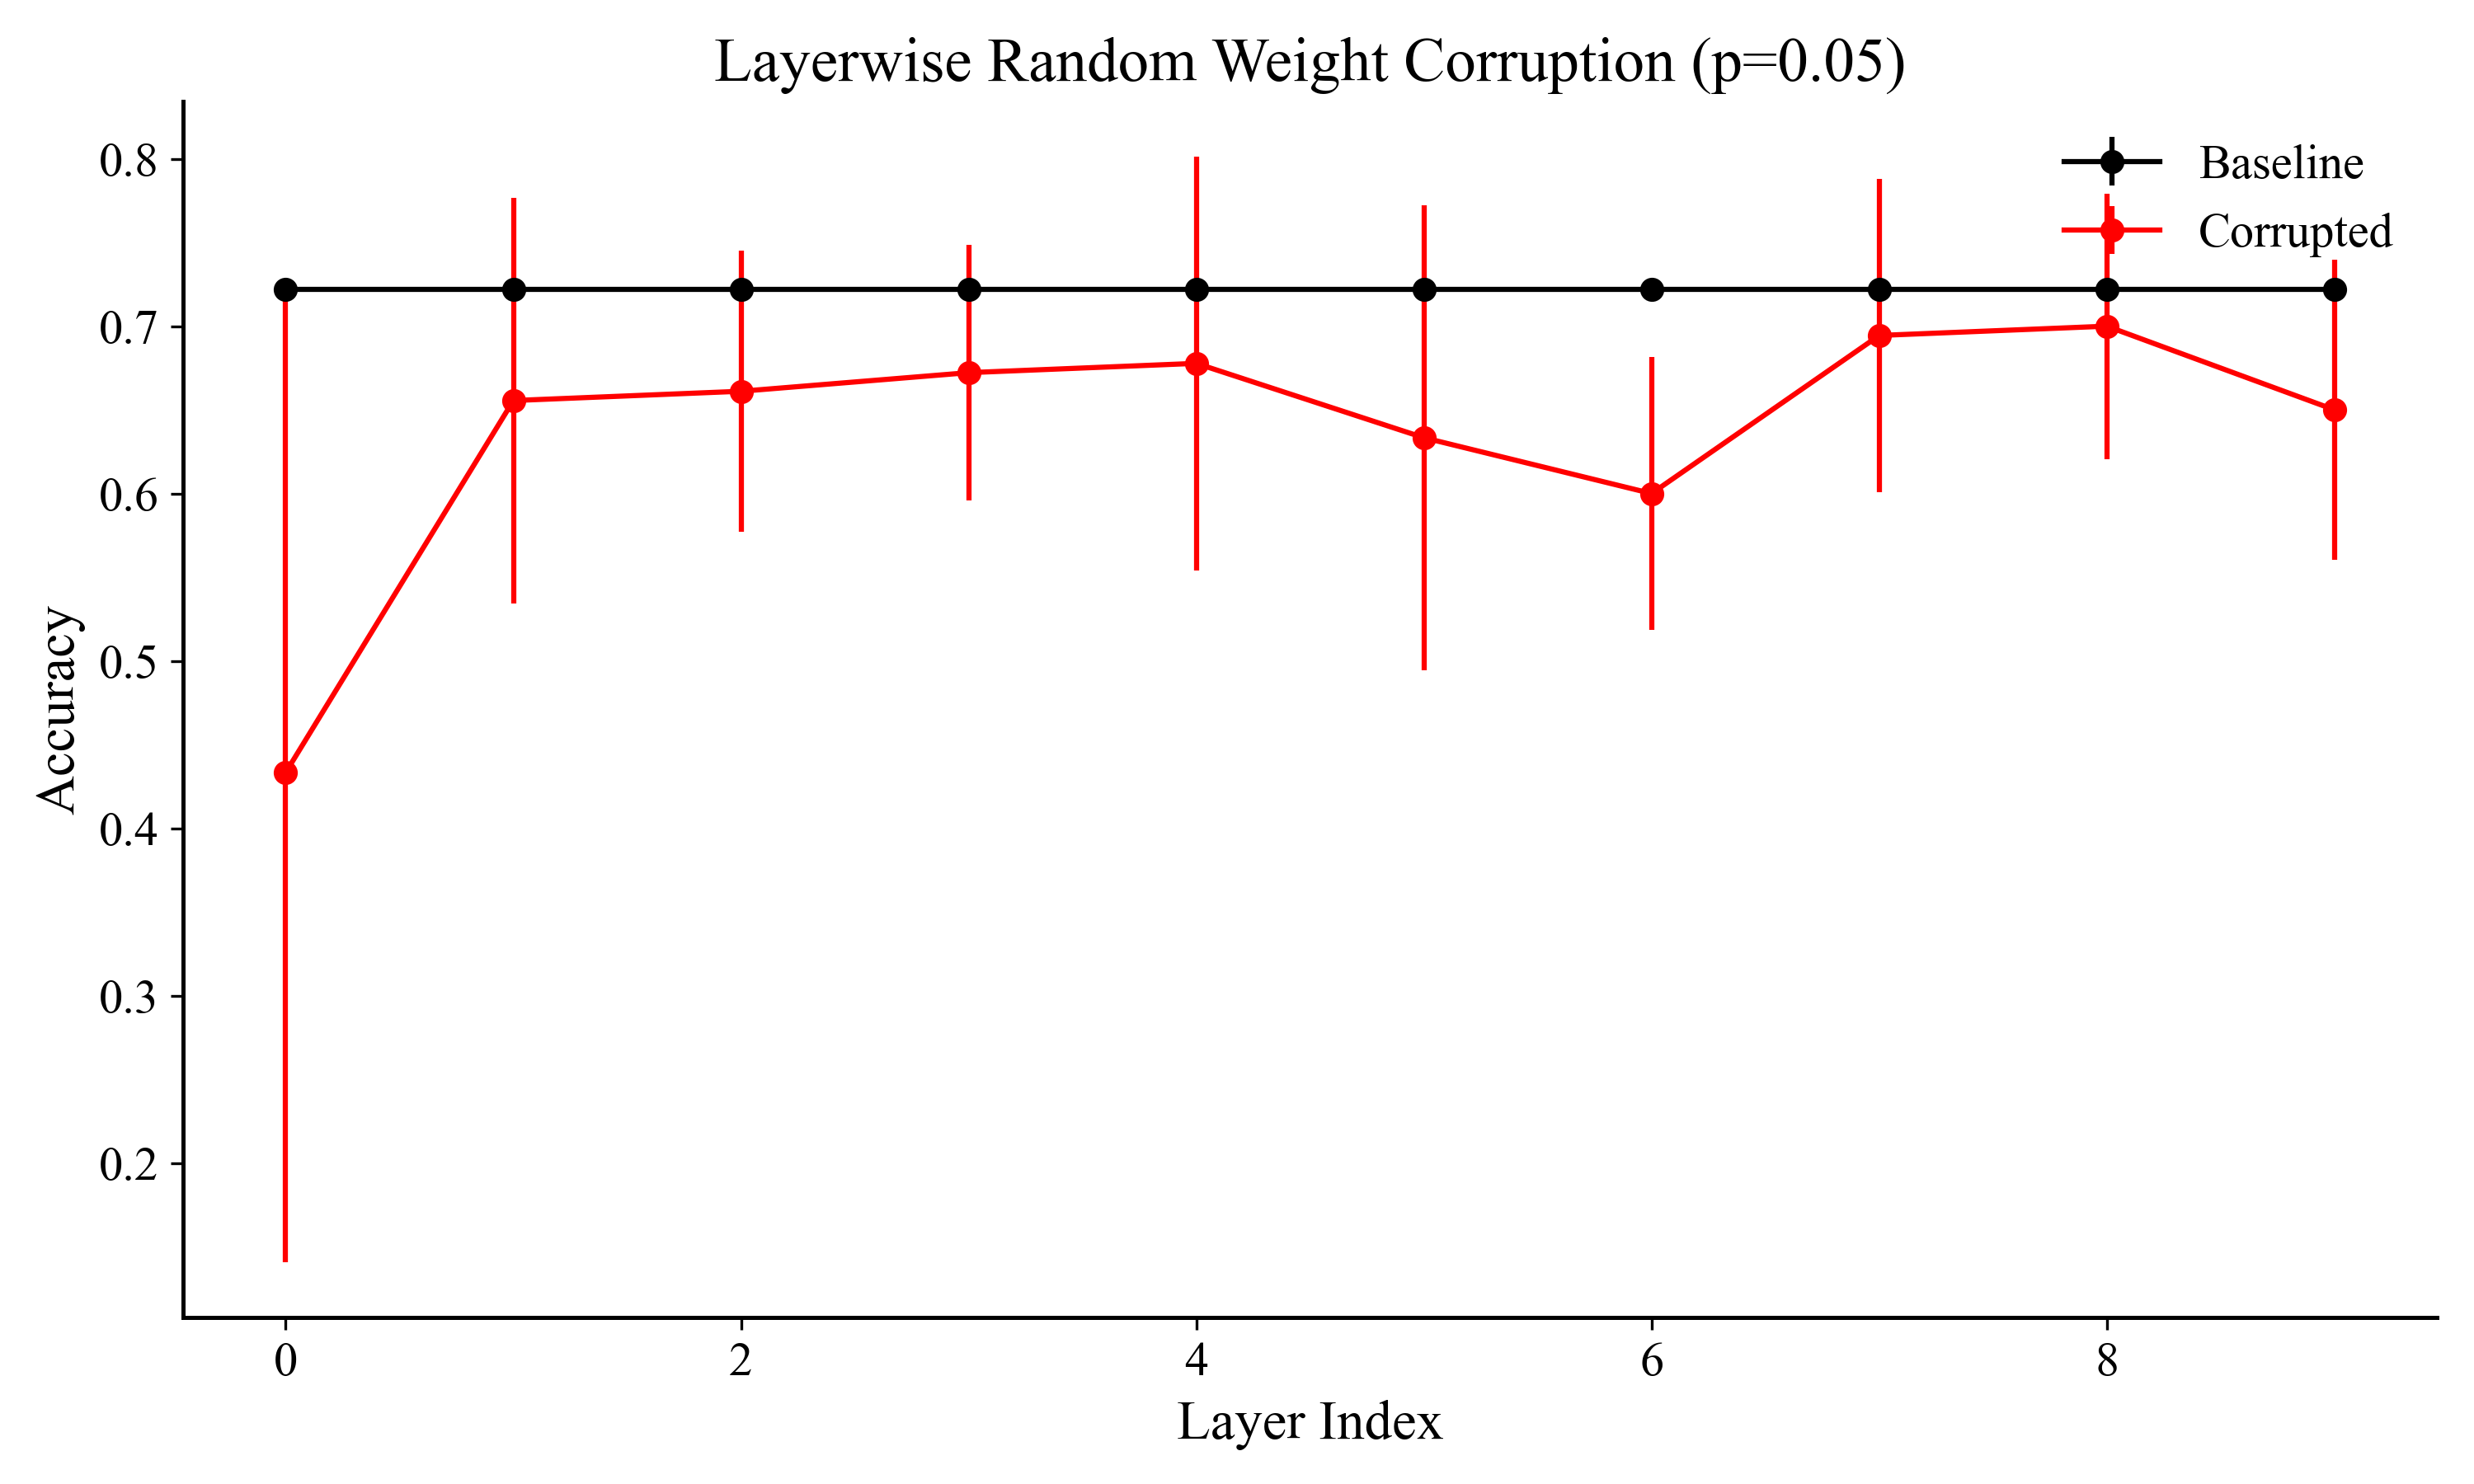 Layerwise Random Weight Corruption (p=0.05)
Baseline
Corrupted
Accuracy
0.8
0.7
0.6
0.5
0.4
0.3
0.2
0 2 4 6 8
Layer Index